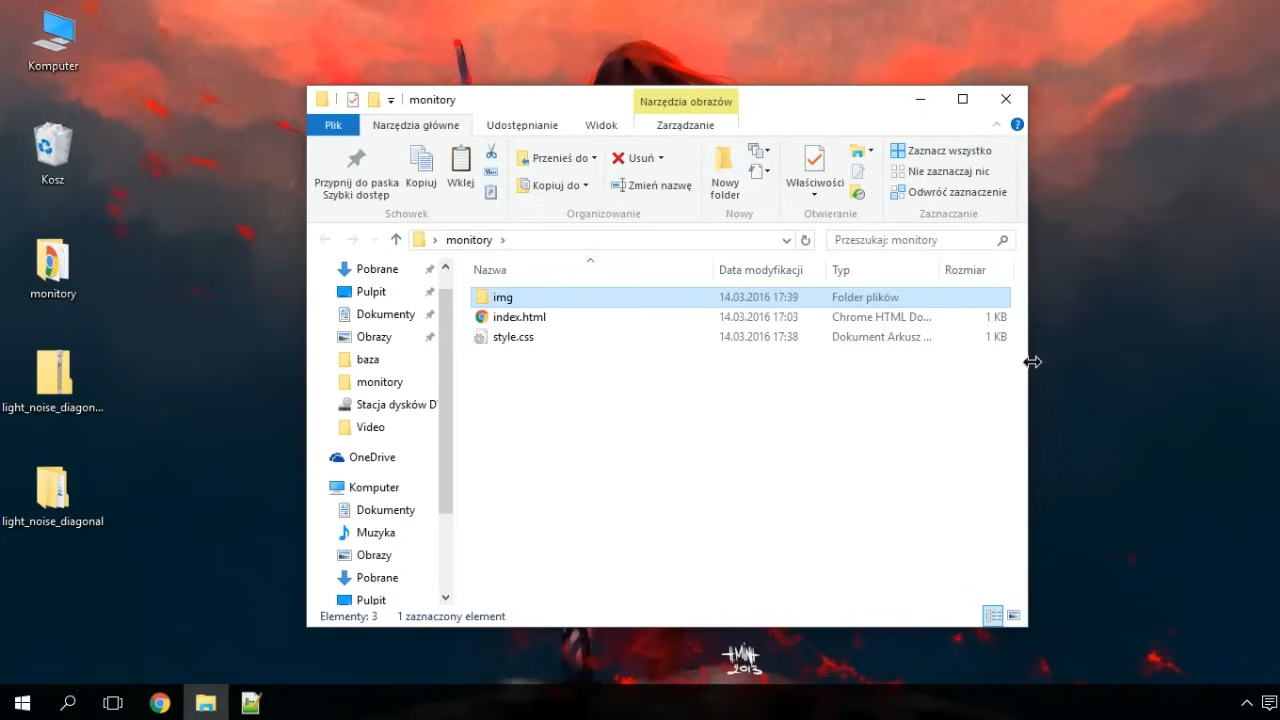 Komputer
Kosz
monitory
light_noise_diagon...
light_noise_diagonal
monitory
Narzędzia obrazów
Plik
Narzędzia główne
Udostępnianie
Widok
Zarządzanie
Przypnij do paska
Szybki dostęp
Kopiuj
Wklej
Schowek
Przenieś do
Kopiuj do
Usuń
Zmień nazwę
Organizowanie
Nowy
folder
Nowy
Właściwości
Otwieranie
Zaznacz wszystko
Nie zaznaczaj nic
Odwróć zaznaczenie
Zaznaczanie
monitory
Przeszukaj: monitory
Pobrane
Pulpit
Dokumenty
Obrazy
baza
monitory
Stacja dysków D
Video
OneDrive
Komputer
Dokumenty
Muzyka
Obrazy
Pobrane
Pulpit
Nazwa Data modyfikacji Typ Rozmiar
img 14.03.2016 17:39 Folder plików
index.html 14.03.2016 17:03 Chrome HTML Do... 1 KB
style.css 14.03.2016 17:38 Dokument Arkusz ... 1 KB
Elementy: 3 1 zaznaczony element
2013